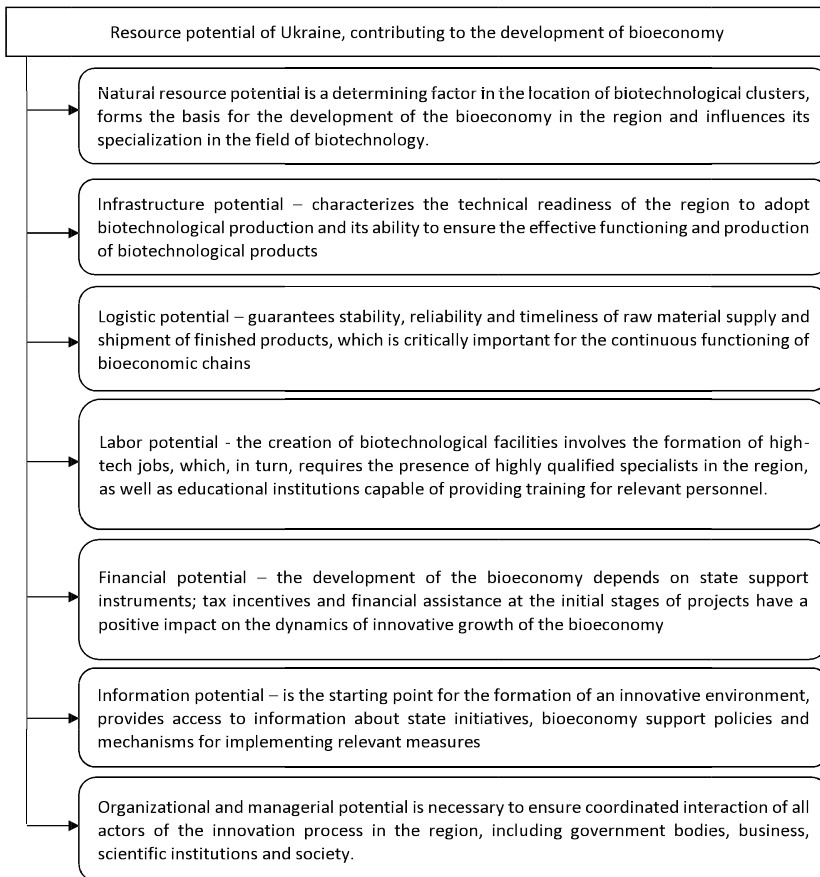 Resource potential of Ukraine, contributing to the development of bioeconomy
Natural resource potential is a determining factor in the location of biotechnological clusters,
forms the basis for the development of the bioeconomy in the region and influences its
specialization in the field of biotechnology.
Infrastructure potential – characterizes the technical readiness of the region to adopt
biotechnological production and its ability to ensure the effective functioning and production
of biotechnological products
Logistic potential – guarantees stability, reliability and timeliness of raw material supply and
shipment of finished products, which is critically important for the continuous functioning of
bioeconomic chains
Labor potential - the creation of biotechnological facilities involves the formation of high-
tech jobs, which, in turn, requires the presence of highly qualified specialists in the region,
as well as educational institutions capable of providing training for relevant personnel.
Financial potential – the development of the bioeconomy depends on state support
instruments; tax incentives and financial assistance at the initial stages of projects have a
positive impact on the dynamics of innovative growth of the bioeconomy
Information potential – is the starting point for the formation of an innovative environment,
provides access to information about state initiatives, bioeconomy support policies and
mechanisms for implementing relevant measures
Organizational and managerial potential is necessary to ensure coordinated interaction of all
actors of the innovation process in the region, including government bodies, business,
scientific institutions and society.